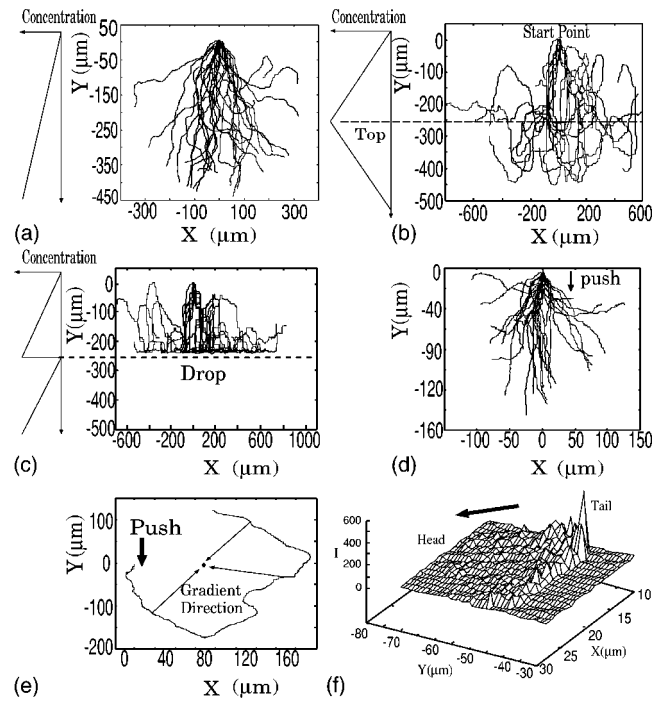 Concentration
Y (μm)
50
-50
-150
-250
-350
-450
-300
-100
100
300
X (μm)
(a)
Concentration
Top
Y(μm)
0
-100
-200
-300
-400
-500
Start Point
-600
-200
200
600
X (μm)
(b)
Concentration
Y (μm)
0
-100
-200
-300
-400
-500
Drop
-600
-200
200
600
1000
X (μm)
(c)
Y (μm)
0
-40
-80
-120
-160
push
-100
-50
0
50
100
150
X (μm)
(d)
Y (μm)
100
0
-100
-200
Push
Gradient
Direction
0
40
80
120
160
X (μm)
(e)
I
600
400
200
0
Head
Tail
-80
-70
-60
-50
-40
-30
Y(μm)
30
25
20
15
10
X(μm)
(f)